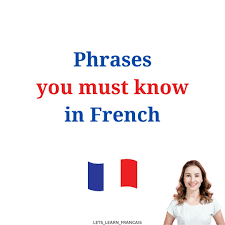 Phrases
you must know
in French
LETS_LEARN_FRANCAIS